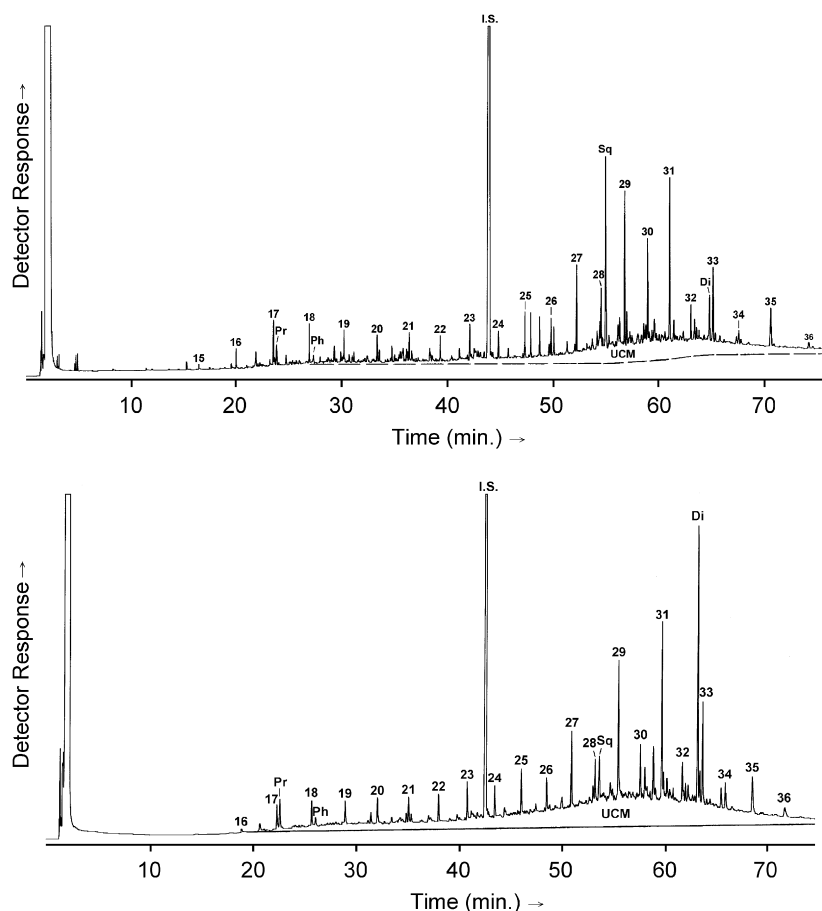 I.S.
Sq
29
31
30
27
28
33
Di
32
35
34
36
25
26
23
24
17
Pr
18
Ph
19
20
21
22
16
15
UCM
Detector Response→
10 20 30 40 50 60 70
Time (min.) →
I.S.
Di
31
29
33
27
28
Sq
30
32
35
34
36
25
26
23
24
Pr
17
18
Ph
19
20
21
22
16
UCM
Detector Response→
10 20 30 40 50 60 70
Time (min.) →